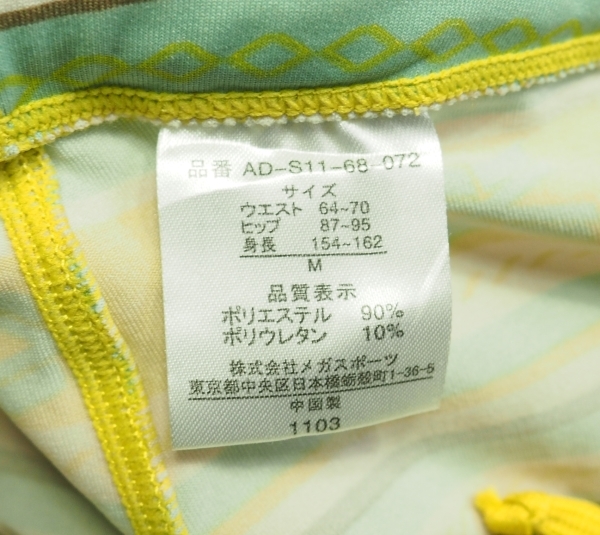 品番 AD-S11-68-072
サイズ
ウエスト 64~70
ヒップ 87~95
身長 154~162
M
品質表示
ポリエステル 90%
ポリウレタン 10%
株式会社メガスポーツ
東京都中央区日本橋蛎殻町1-36-5
中国製
1103